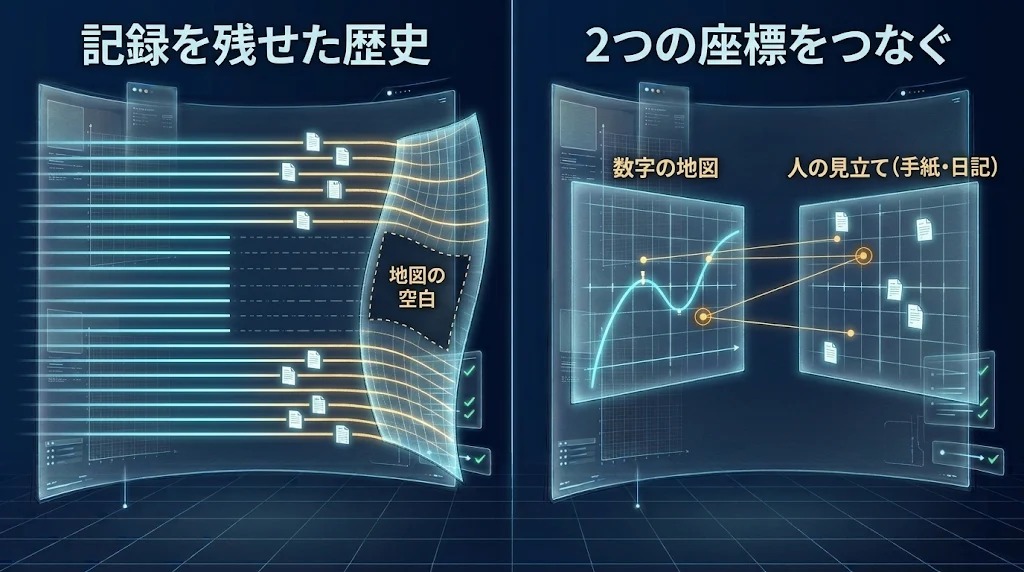 記録を残せた歴史
地図の
空白
2つの座標をつなぐ
数字の地図
人の見立て(手紙・日記)